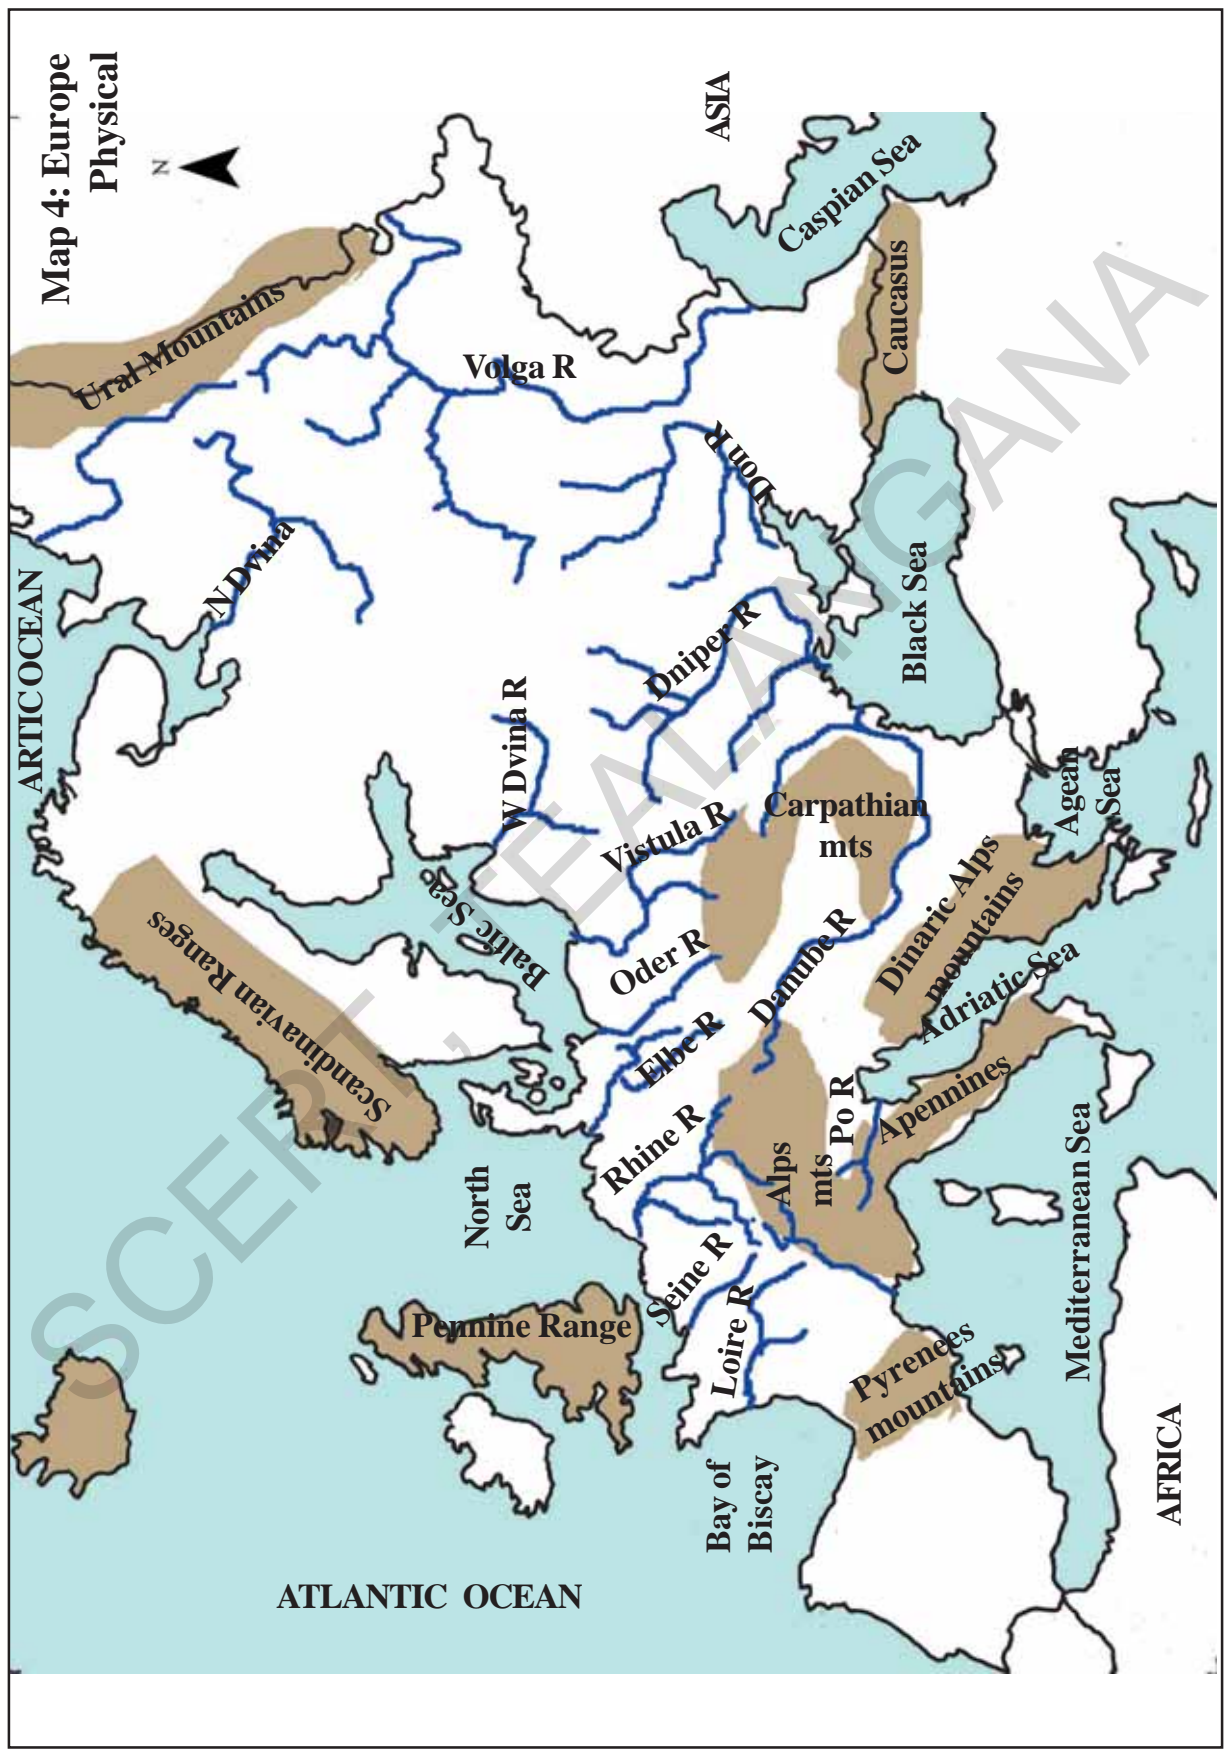 Map 4: Europe
Physical
N
ARTIC OCEAN
ASIA
Ural Mountains
Caspian Sea
Caucasus
Volga R
Don R
N Dvina
Black Sea
Dniper R
W Dvina R
Agean
Sea
Carpathian
mts
Vistula R
Baltic Sea
Scandinavian Ranges
Oder R
Danube R
Dinaric Alps
mountains
Adriatic Sea
Elbe R
Rhine R
Po R
Apennines
Alps
mts
North
Sea
Mediterranean Sea
Seine R
Loire R
Pennine Range
Pyrenees
mountains
Bay of
Biscay
AFRICA
ATLANTIC OCEAN
SCERT, TEALANGANA